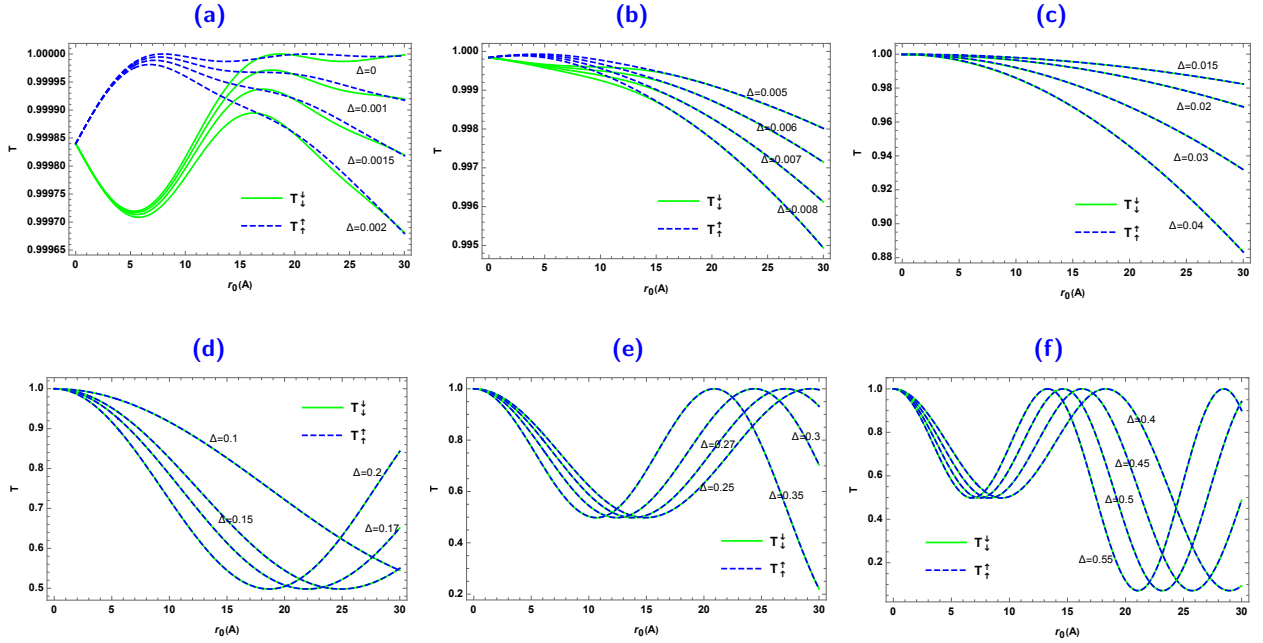 (a)
T
1.00000
0.99995
0.99990
0.99985
0.99980
0.99975
0.99970
0.99965
Δ=0
Δ=0.001
Δ=0.0015
Δ=0.002
T↓↓
T↑↑
0 5 10 15 20 25 30
r0(A)
(b)
T
1.000
0.999
0.998
0.997
0.996
0.995
Δ=0.005
Δ=0.006
Δ=0.007
Δ=0.008
T↓↓
T↑↑
0 5 10 15 20 25 30
r0(A)
(c)
T
1.00
0.98
0.96
0.94
0.92
0.90
0.88
Δ=0.015
Δ=0.02
Δ=0.03
Δ=0.04
T↓↓
T↑↑
0 5 10 15 20 25 30
r0(A)
(d)
T
1.0
0.9
0.8
0.7
0.6
0.5
T↓↓
T↑↑
Δ=0.1
Δ=0.2
Δ=0.15
Δ=0.17
0 5 10 15 20 25 30
r0(A)
(e)
T
1.0
0.8
0.6
0.4
0.2
Δ=0.27
Δ=0.3
Δ=0.25
Δ=0.35
T↓↓
T↑↑
0 5 10 15 20 25 30
r0(A)
(f)
T
1.0
0.8
0.6
0.4
0.2
Δ=0.4
Δ=0.45
Δ=0.5
Δ=0.55
T↓↓
T↑↑
0 5 10 15 20 25 30
r0(A)